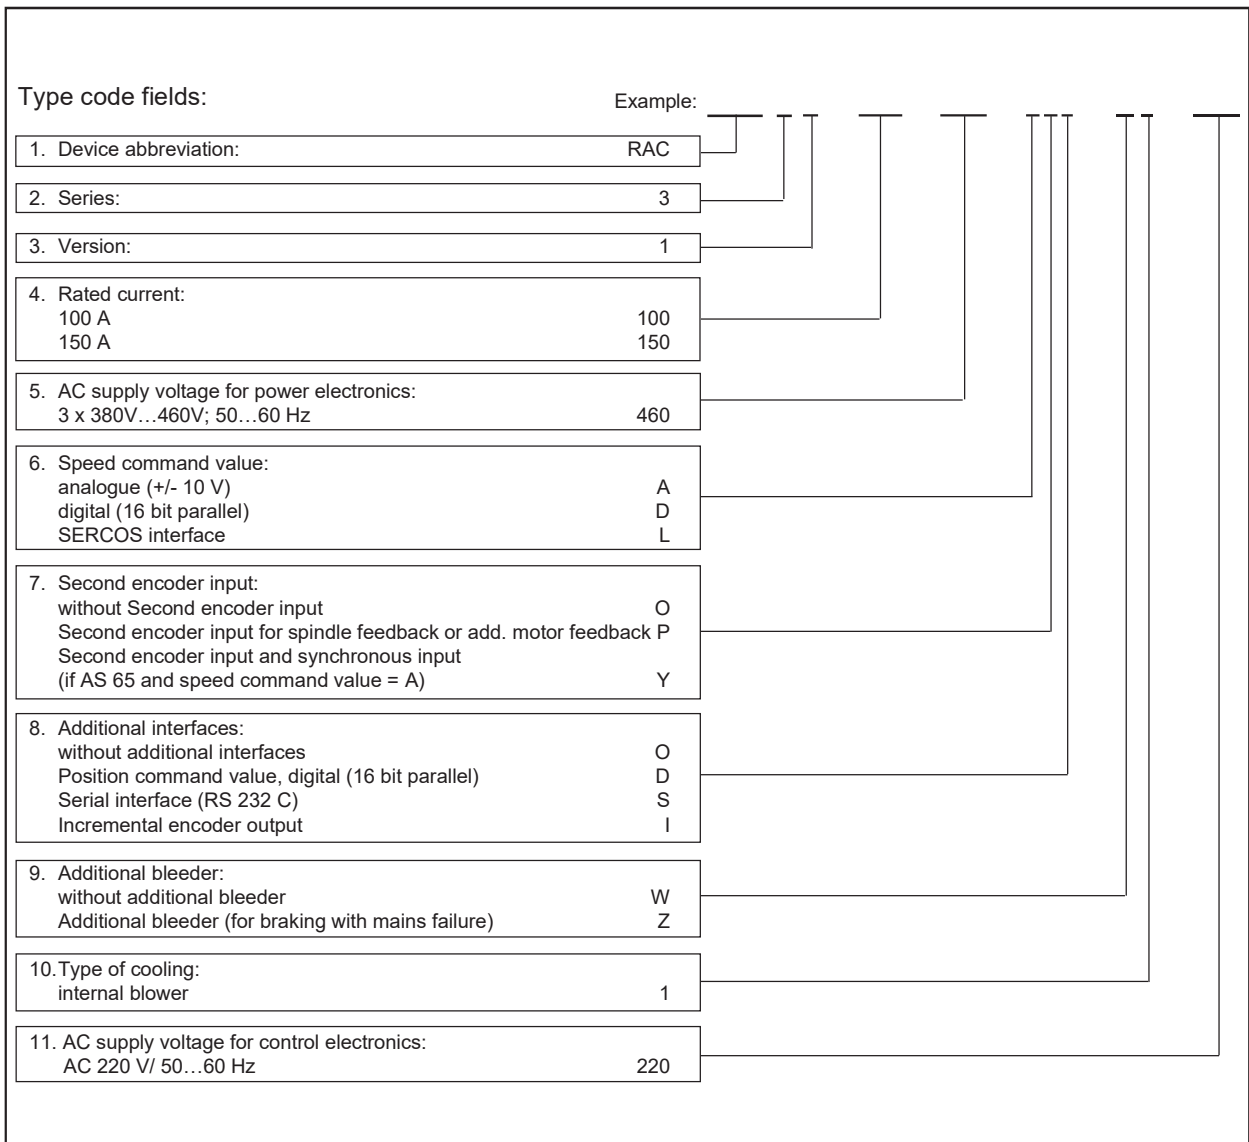 Type code fields:
Example:
1. Device abbreviation: RAC
2. Series: 3
3. Version: 1
4. Rated current:
100 A 100
150 A 150
5. AC supply voltage for power electronics:
3 x 380V…460V; 50…60 Hz 460
6. Speed command value:
analogue (+/- 10 V) A
digital (16 bit parallel) D
SERCOS interface L
7. Second encoder input:
without Second encoder input O
Second encoder input for spindle feedback or add. motor feedback P
Second encoder input and synchronous input
(if AS 65 and speed command value = A) Y
8. Additional interfaces:
without additional interfaces O
Position command value, digital (16 bit parallel) D
Serial interface (RS 232 C) S
Incremental encoder output I
9. Additional bleeder:
without additional bleeder W
Additional bleeder (for braking with mains failure) Z
10.Type of cooling:
internal blower 1
11. AC supply voltage for control electronics:
AC 220 V/ 50…60 Hz 220